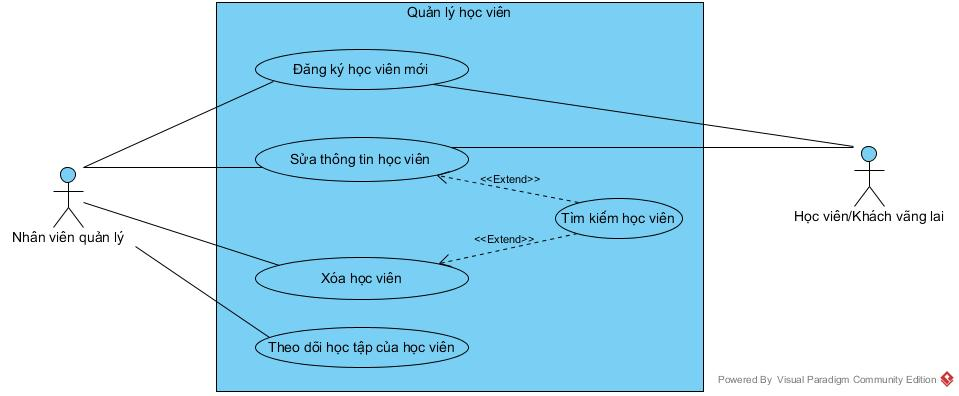 Quản lý học viên
Đăng ký học viên mới
Sửa thông tin học viên
<<Extend>>
Tìm kiếm học viên
Học viên/Khách vãng lai
Nhân viên quản lý
<<Extend>>
Xóa học viên
Theo dõi học tập của học viên
Powered By Visual Paradigm Community Edition